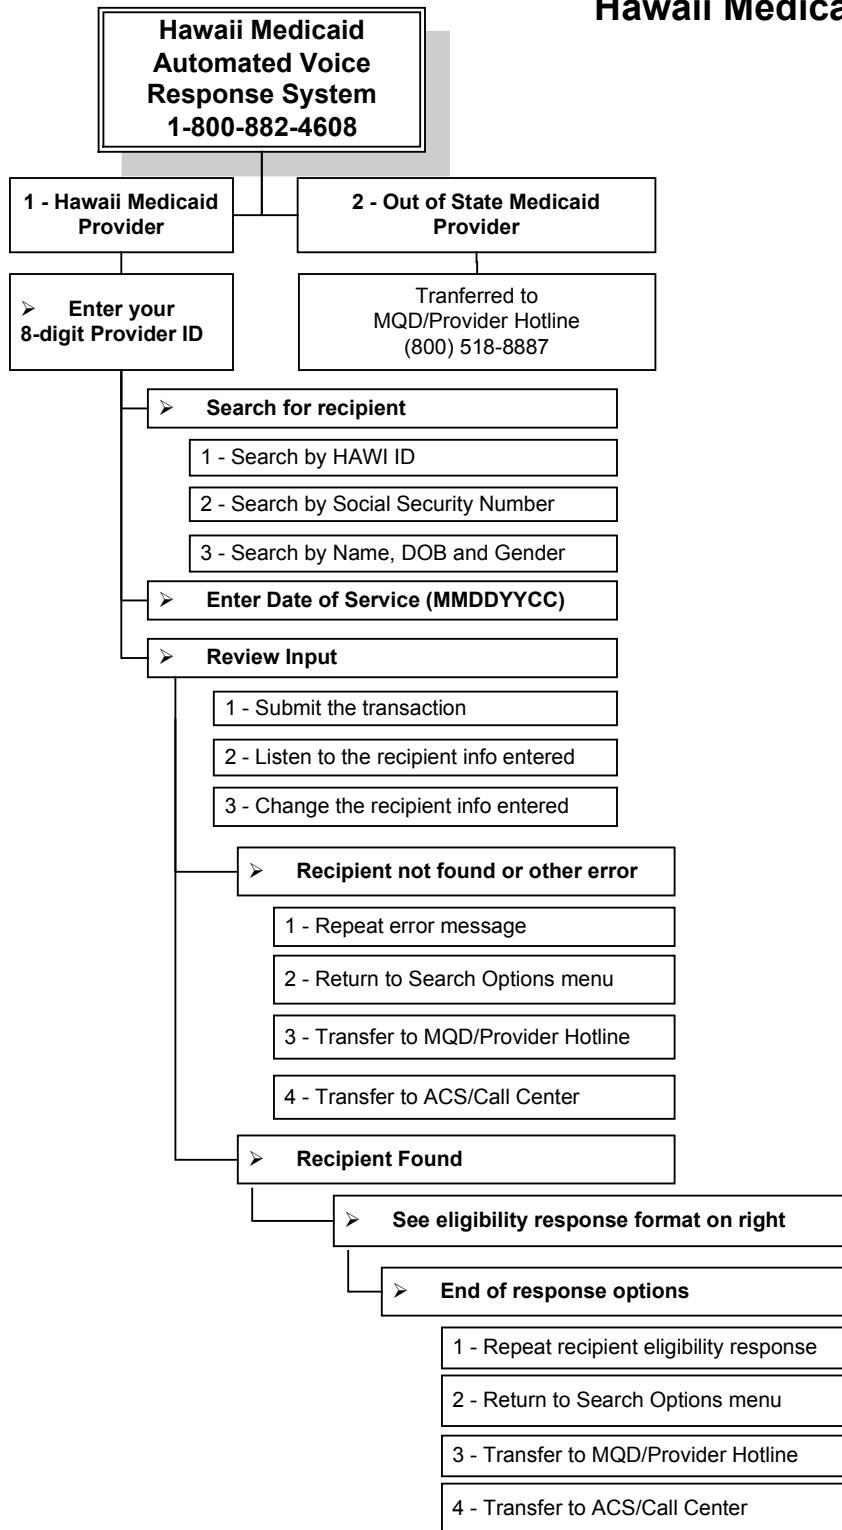 Hawaii Medica
Hawaii Medicaid
Automated Voice
Response System
1-800-882-4608
1 - Hawaii Medicaid
Provider
2 - Out of State Medicaid
Provider
➢ Enter your
8-digit Provider ID
Tranferred to
MQD/Provider Hotline
(800) 518-8887
➢ Search for recipient
1 - Search by HAWI ID
2 - Search by Social Security Number
3 - Search by Name, DOB and Gender
➢ Enter Date of Service (MMDDYYCC)
➢ Review Input
1 - Submit the transaction
2 - Listen to the recipient info entered
3 - Change the recipient info entered
➢ Recipient not found or other error
1 - Repeat error message
2 - Return to Search Options menu
3 - Transfer to MQD/Provider Hotline
4 - Transfer to ACS/Call Center
➢ Recipient Found
➢ See eligibility response format on right
➢ End of response options
1 - Repeat recipient eligibility response
2 - Return to Search Options menu
3 - Transfer to MQD/Provider Hotline
4 - Transfer to ACS/Call Center